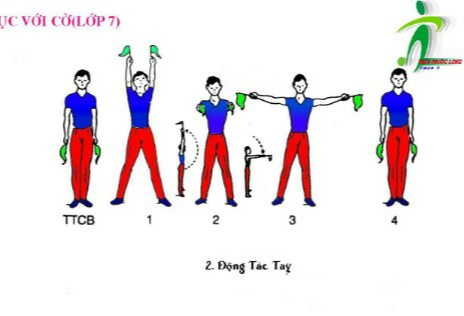 ỤC VỚI CỜ(LỚP 7)
TTCB
1
2
3
4
2. Động Tác Tay